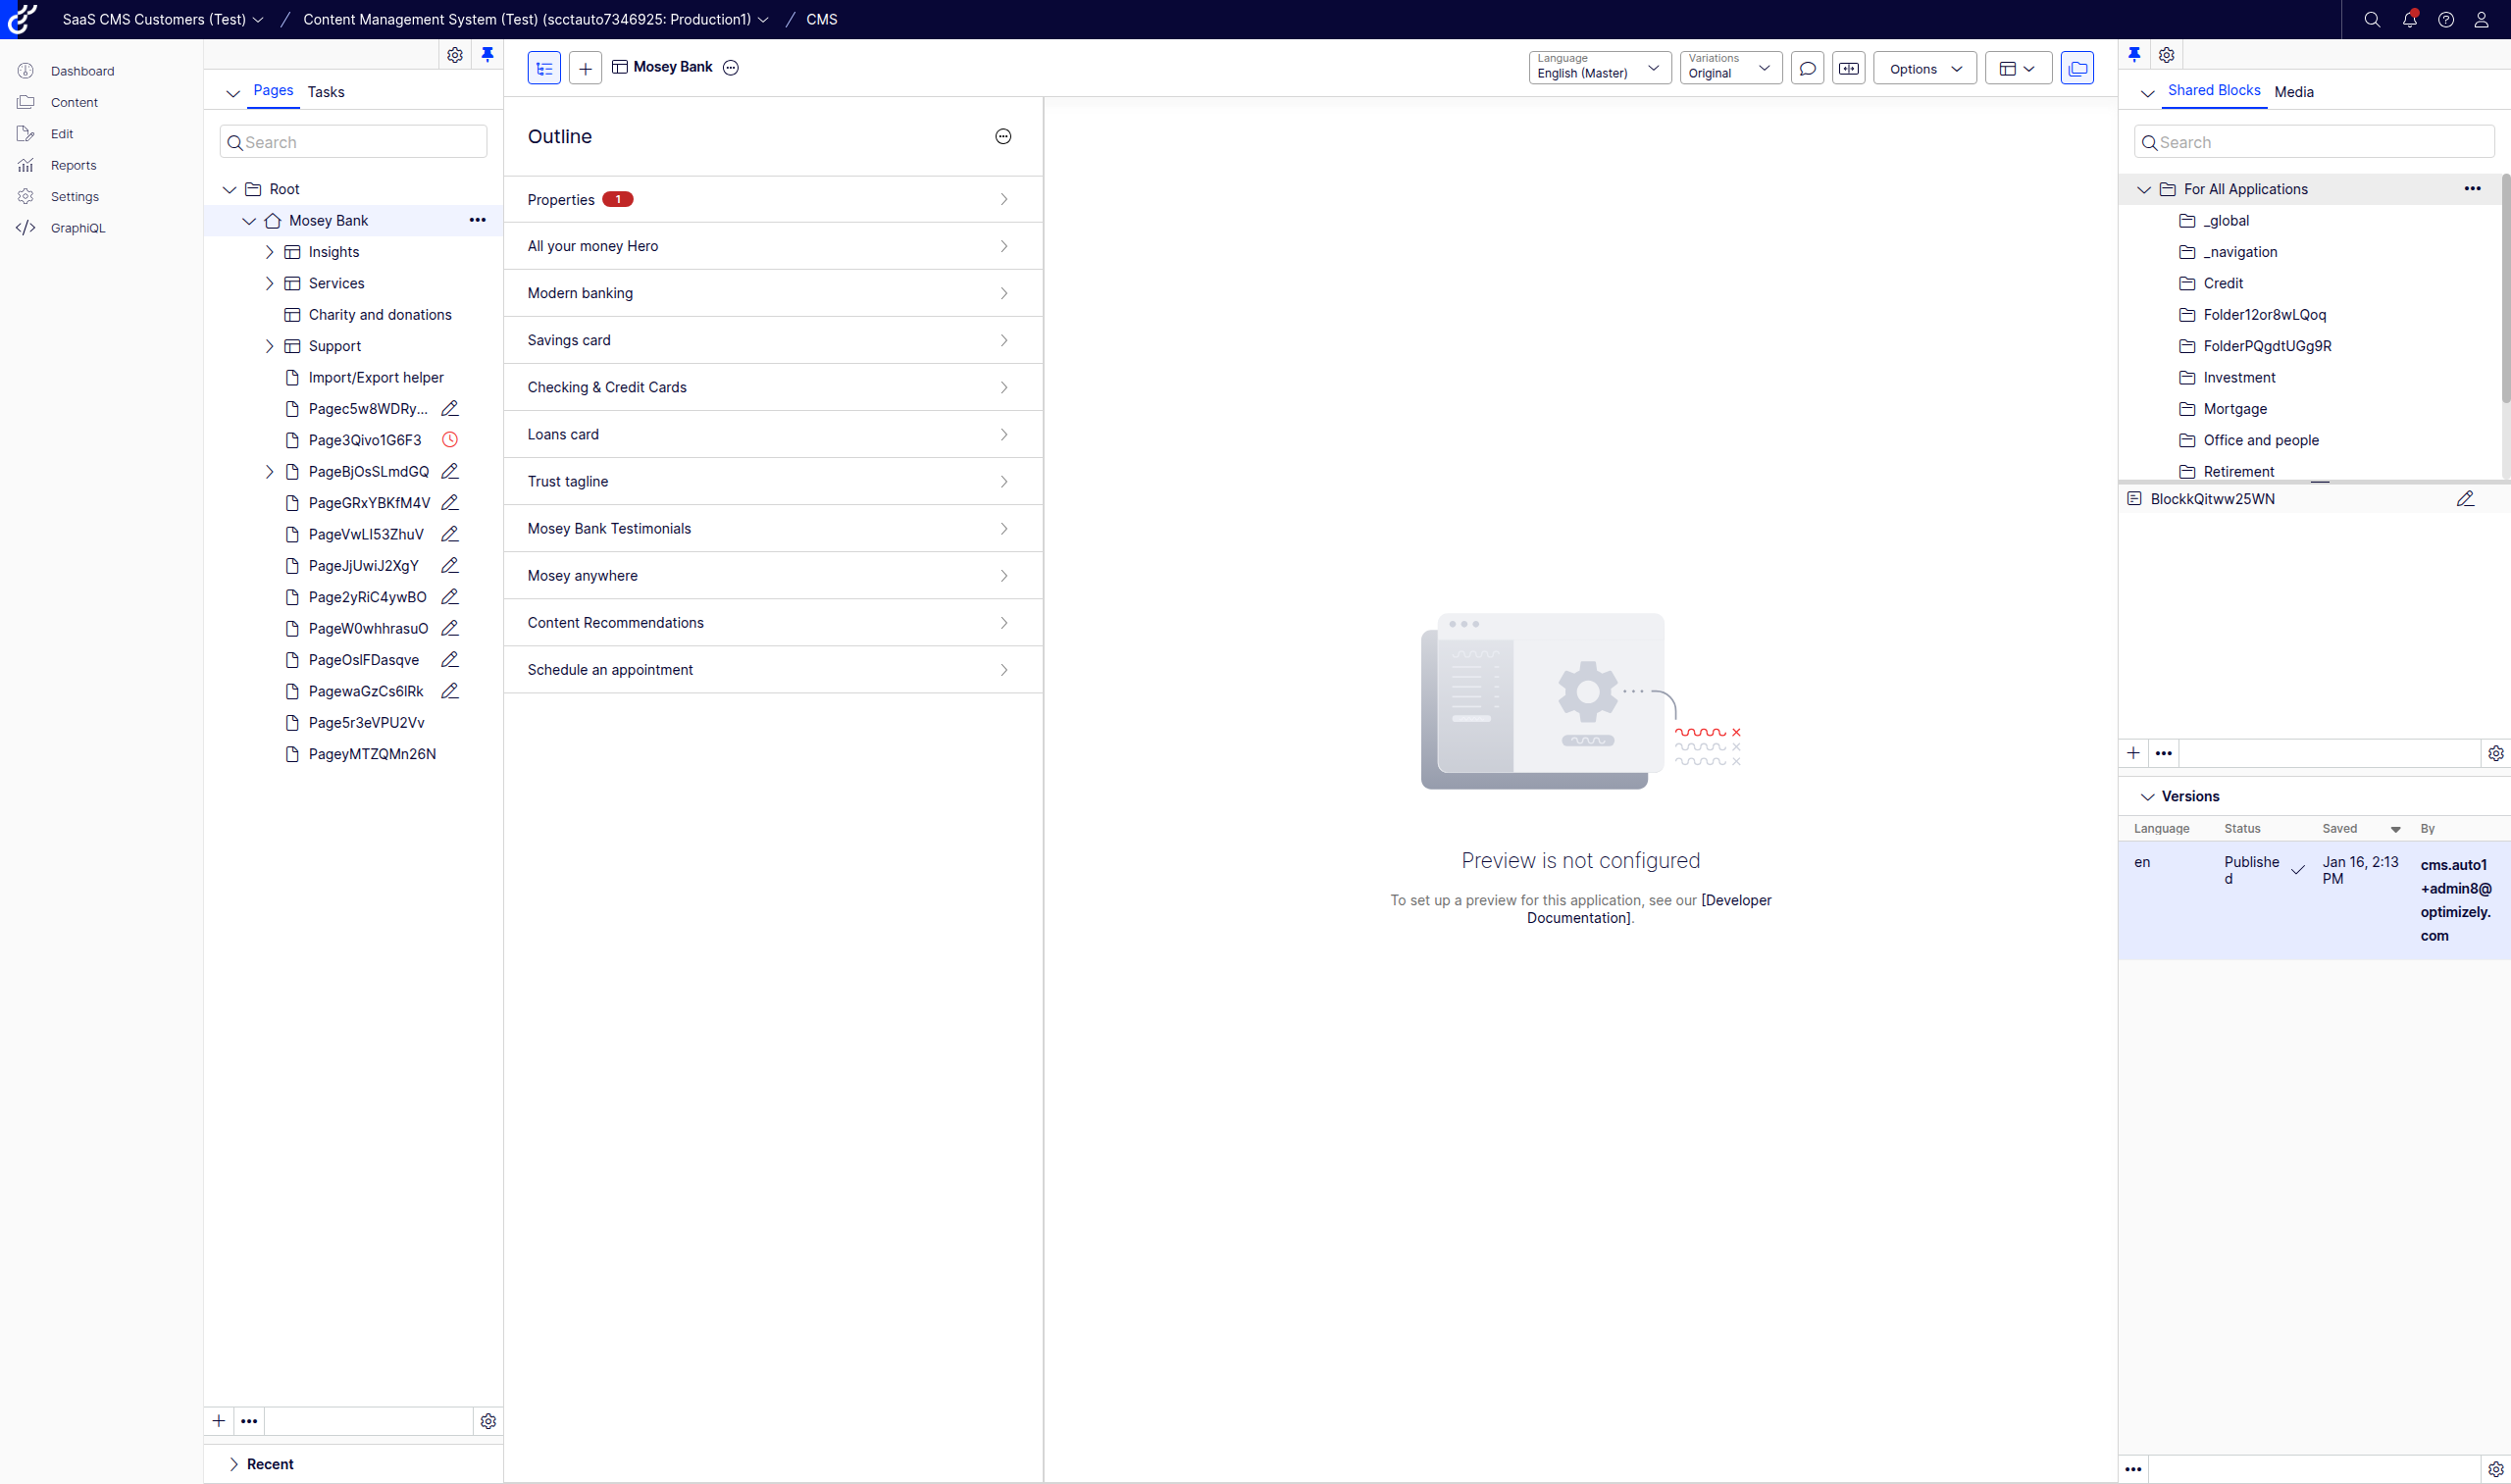 SaaS CMS Customers (Test) / Content Management System (Test) (scctauto7346925: Production1) / CMS
Dashboard
Content
Edit
Reports
Settings
GraphiQL
Pages Tasks
Search
Root
Mosey Bank
Insights
Services
Charity and donations
Support
Import/Export helper
Pagec5w8WDRy...
Page3Qivo1G6F3
PageBjOsSLmdGQ
PageGRxYBKfM4V
PageVwLI53ZhuV
PageJjUwiJ2XgY
Page2yRiC4ywBO
PageW0whhrasuO
PageOslFDasqve
PagewaGzCs6lRk
Page5r3eVPU2Vv
PageyMTZQMn26N
Recent
Mosey Bank
Language
English (Master)
Variations
Original
Options
Outline
Properties 1
All your money Hero
Modern banking
Savings card
Checking & Credit Cards
Loans card
Trust tagline
Mosey Bank Testimonials
Mosey anywhere
Content Recommendations
Schedule an appointment
Preview is not configured
To set up a preview for this application, see our [Developer
Documentation].
Shared Blocks Media
Search
For All Applications
_global
_navigation
Credit
Folder12or8wLQoq
FolderPQgdtUGg9R
Investment
Mortgage
Office and people
Retirement
BlockkQitww25WN
Versions
Language Status Saved By
en Publishe Jan 16, 2:13 cms.auto1
d PM +admin8@
optimizely.
com